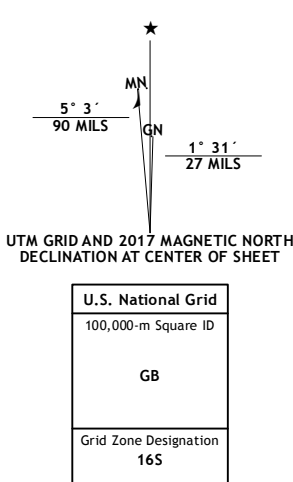 ★
MN
5° 3´
90 MILS
GN
1° 31´
27 MILS
UTM GRID AND 2017 MAGNETIC NORTH
DECLINATION AT CENTER OF SHEET
U.S. National Grid
100,000-m Square ID
GB
Grid Zone Designation
16S